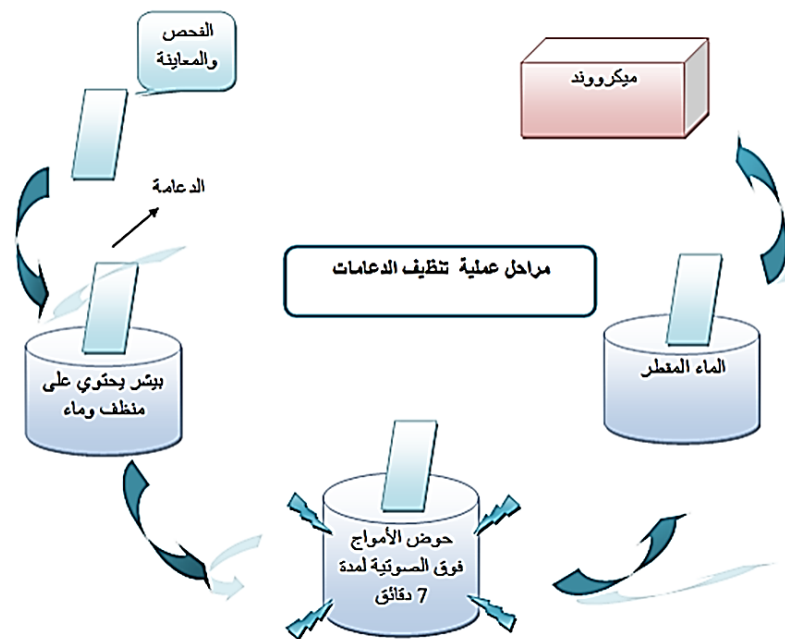 الفحص
والمعاينة
ميكرووند
الدعامة
مراحل عملية تنظيف الدعامات
بيشر يحتوي على
منظف وماء
الماء المقطر
حوض الأمواج
فوق الصوتية لمدة
7 دقائق